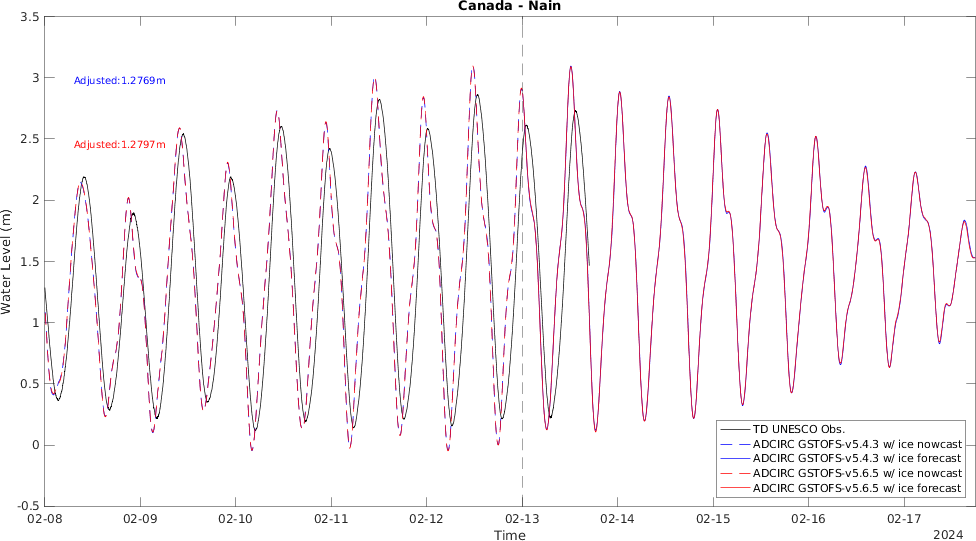 Canada - Nain
3.5
3
2.5
2
1.5
1
0.5
0
-0.5
Water Level (m)
Adjusted:1.2769m
Adjusted:1.2797m
TD UNESCO Obs.
ADCIRC GSTOFS-v5.4.3 w/ ice nowcast
ADCIRC GSTOFS-v5.4.3 w/ ice forecast
ADCIRC GSTOFS-v5.6.5 w/ ice nowcast
ADCIRC GSTOFS-v5.6.5 w/ ice forecast
02-08 02-09 02-10 02-11 02-12 02-13 02-14 02-15 02-16 02-17
Time
2024